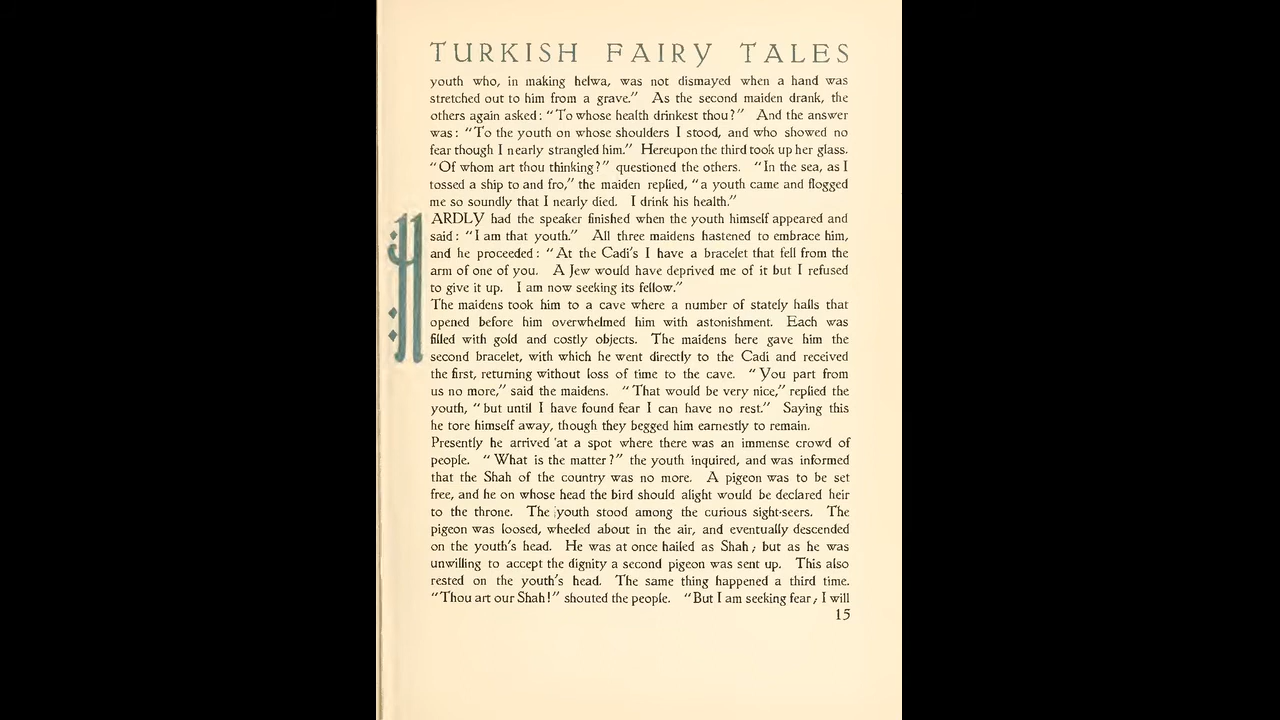 TURKISH FAIRY TALES
youth who, in making helwa, was not dismayed when a hand was
stretched out to him from a grave." As the second maiden drank, the
others again asked: "To whose health drinkest thou?" And the answer
was: "To the youth on whose shoulders I stood, and who showed no
fear though I nearly strangled him." Hereupon the third took up her glass.
"Of whom art thou thinking?" questioned the others. "In the sea, as I
tossed a ship to and fro," the maiden replied, "a youth came and flogged
me so soundly that I nearly died. I drink his health."
HARDLY had the speaker finished when the youth himself appeared and
said: "I am that youth." All three maidens hastened to embrace him,
and he proceeded: "At the Cadi's I have a bracelet that fell from the
arm of one of you. A Jew would have deprived me of it but I refused
to give it up. I am now seeking its fellow."
The maidens took him to a cave where a number of stately halls that
opened before him overwhelmed him with astonishment. Each was
filled with gold and costly objects. The maidens here gave him the
second bracelet, with which he went directly to the Cadi and received
the first, returning without loss of time to the cave. "You part from
us no more," said the maidens. "That would be very nice," replied the
youth, "but until I have found fear I can have no rest." Saying this
he tore himself away, though they begged him earnestly to remain.
Presently he arrived at a spot where there was an immense crowd of
people. "What is the matter?" the youth inquired, and was informed
that the Shah of the country was no more. A pigeon was to be set
free, and he on whose head the bird should alight would be declared heir
to the throne. The youth stood among the curious sight-seers. The
pigeon was loosed, wheeled about in the air, and eventually descended
on the youth's head. He was at once hailed as Shah; but as he was
unwilling to accept the dignity a second pigeon was sent up. This also
rested on the youth's head. The same thing happened a third time.
"Thou art our Shah!" shouted the people. "But I am seeking fear; I will
15